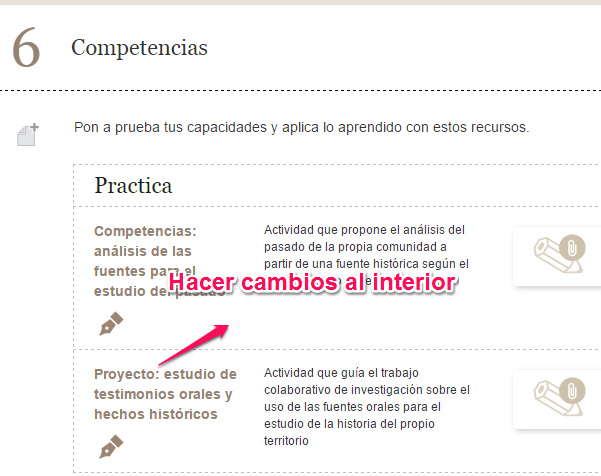 6 Competencias
Pon a prueba tus capacidades y aplica lo aprendido con estos recursos.
Practica
Competencias:
análisis de las
fuentes para el
estudio del pasado
Actividad que propone el análisis del
pasado de la propia comunidad a
partir de una fuente histórica según el
Hacer cambios al interior
Proyecto: estudio de
testimonios orales y
hechos históricos
Actividad que guía el trabajo
colaborativo de investigación sobre el
uso de las fuentes orales para el
estudio de la historia del propio
territorio